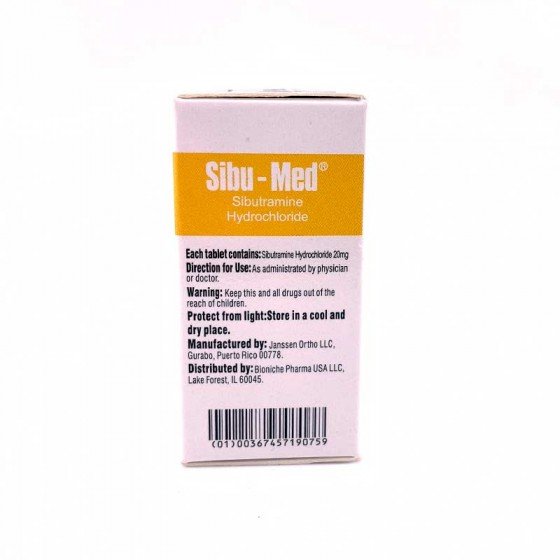 Sibu - Med®
Sibutramine
Hydrochloride
Each tablet contains: Sibutramine Hydrochloride 20mg
Direction for Use: As administrated by physician
or doctor.
Warning: Keep this and all drugs out of the
reach of children.
Protect from light:Store in a cool and
dry place.
Manufactured by: Janssen Ortho LLC,
Gurabo, Puerto Rico 00778.
Distributed by: Bioniche Pharma USA LLC,
Lake Forest, IL 60045.
(01)00367457190759